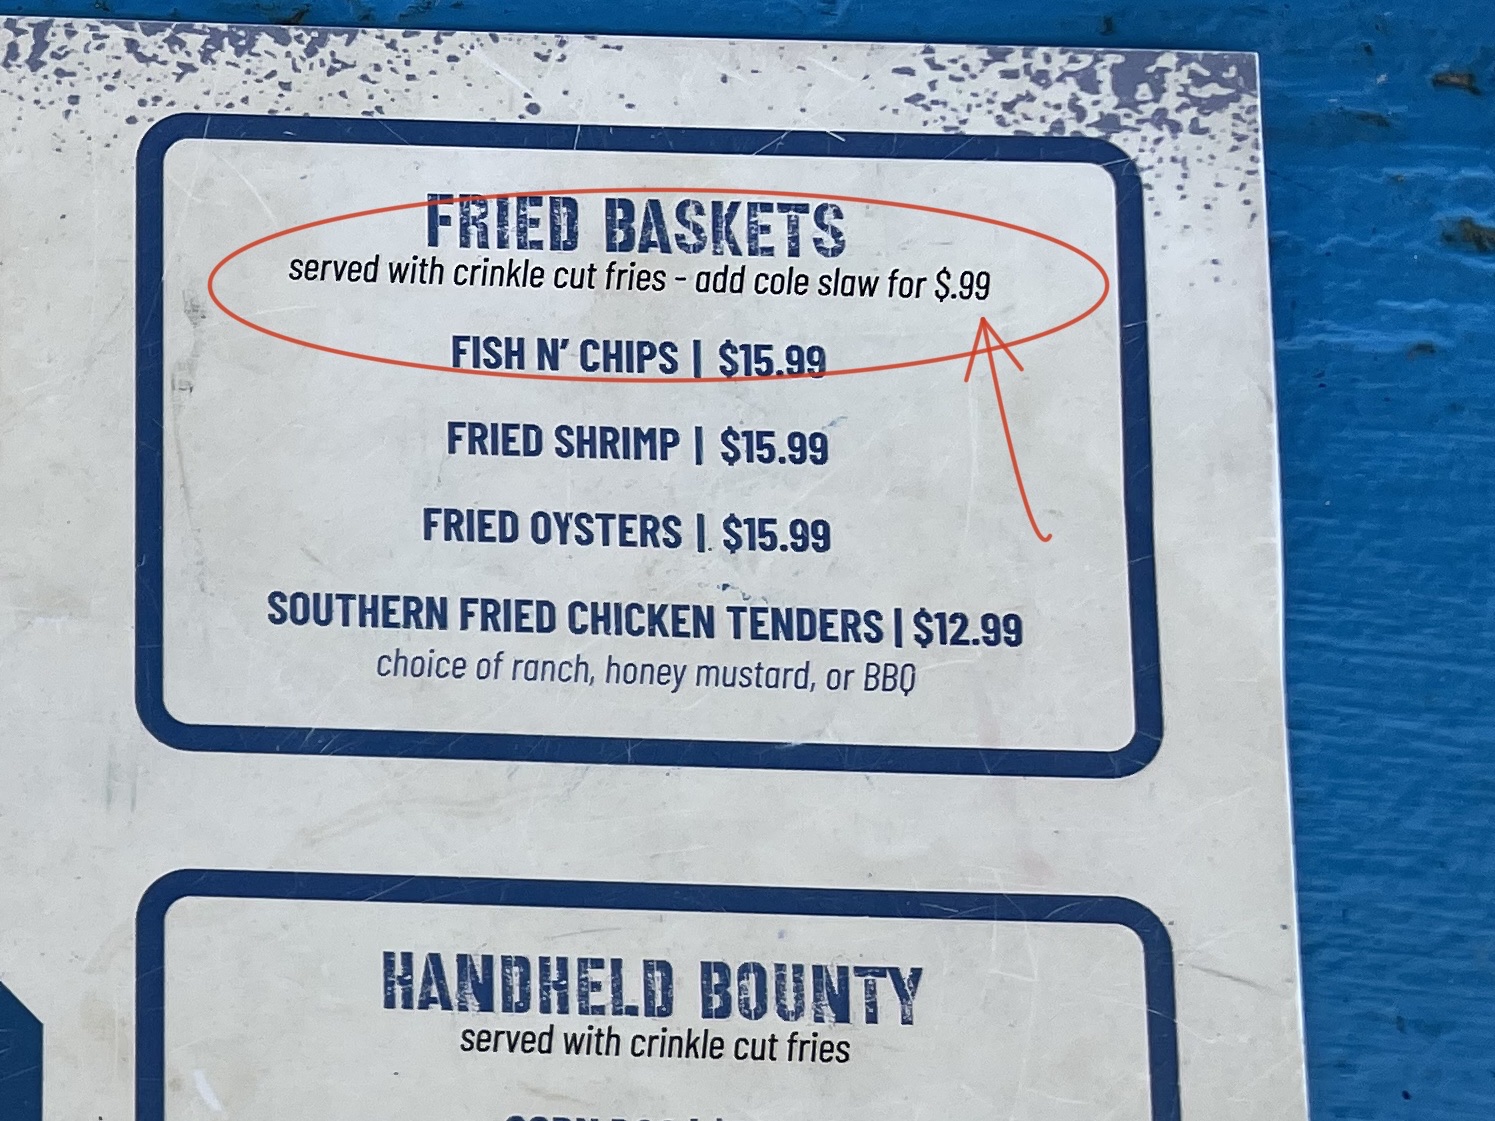 FRIED BASKETS
served with crinkle cut fries - add cole slaw for $.99
FISH N' CHIPS | $15.99
FRIED SHRIMP | $15.99
FRIED OYSTERS | $15.99
SOUTHERN FRIED CHICKEN TENDERS | $12.99
choice of ranch, honey mustard, or BBQ
HANDHELD BOUNTY
served with crinkle cut fries